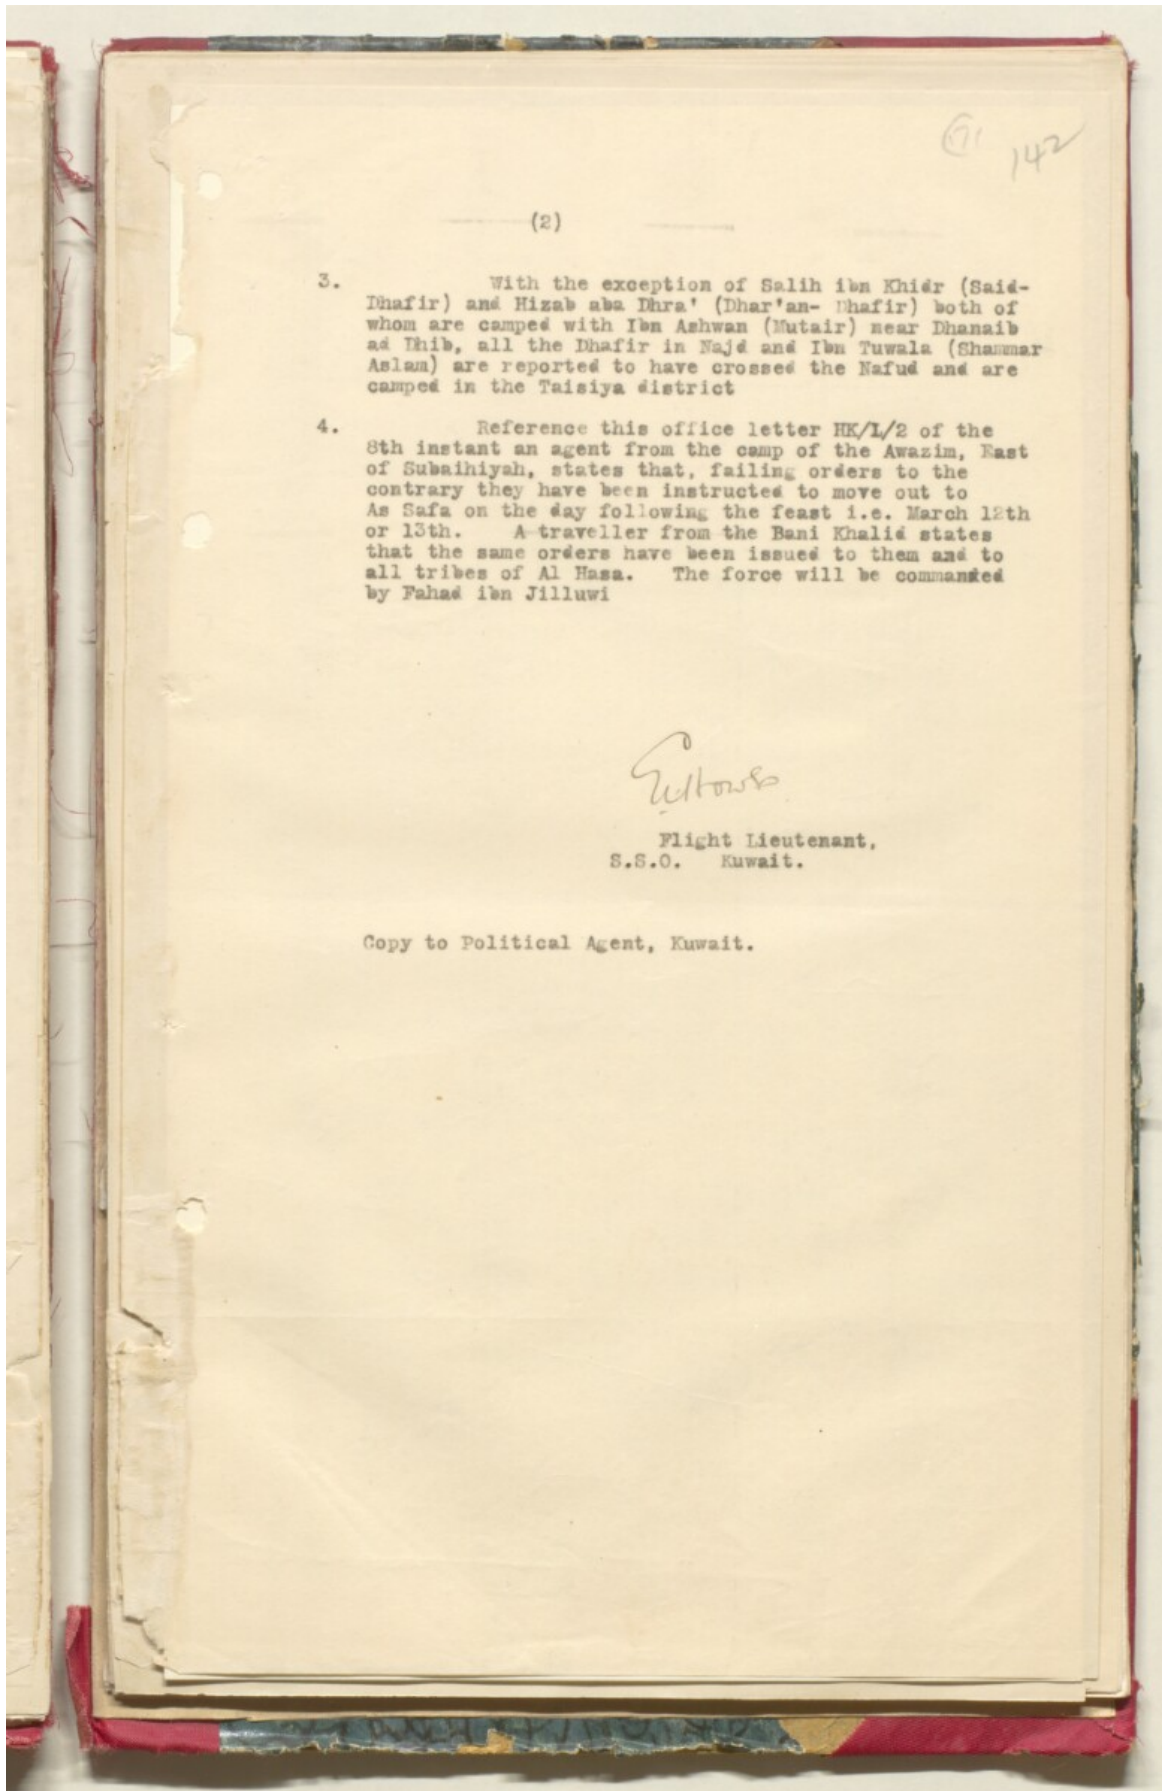 142
(2)
3. With the exception of Salih ibn Khidr (Said-
Dhafir) and Hizab aba Dhra' (Dhar'an- Dhafir) both of
whom are camped with Ibn Ashwan (Mutair) near Dhanaib
ad Dhib, all the Dhafir in Najd and Ibn Tuwala (Shammar
Aslam) are reported to have crossed the Nafud and are
camped in the Taisiya district
4. Reference this office letter HK/L/2 of the
8th instant an agent from the camp of the Awazim, East
of Subaihiyah, states that, failing orders to the
contrary they have been instructed to move out to
As Safa on the day following the feast i.e. March 12th
or 13th. A traveller from the Bani Khalid states
that the same orders have been issued to them and to
all tribes of Al Hasa. The force will be commanded
by Fahad ibn Jilluwi
Flight Lieutenant,
S.S.O. Kuwait.
Copy to Political Agent, Kuwait.